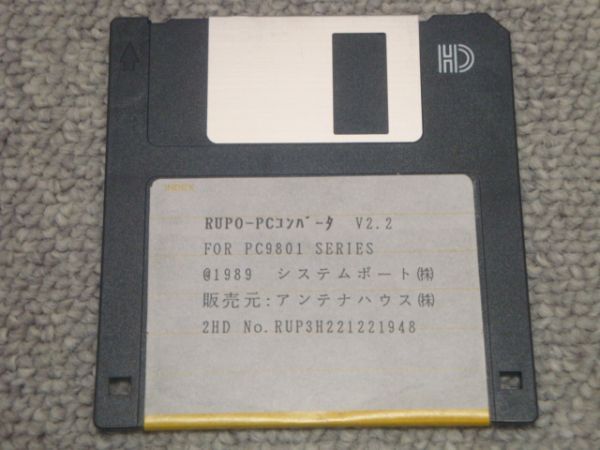 HD
INDEX
RUPO-PCｺﾝﾊﾞｰﾀ V2.2
FOR PC9801 SERIES
@1989 システムポート㈱
販売元:アンテナハウス㈱
2HD No.RUP3H221221948